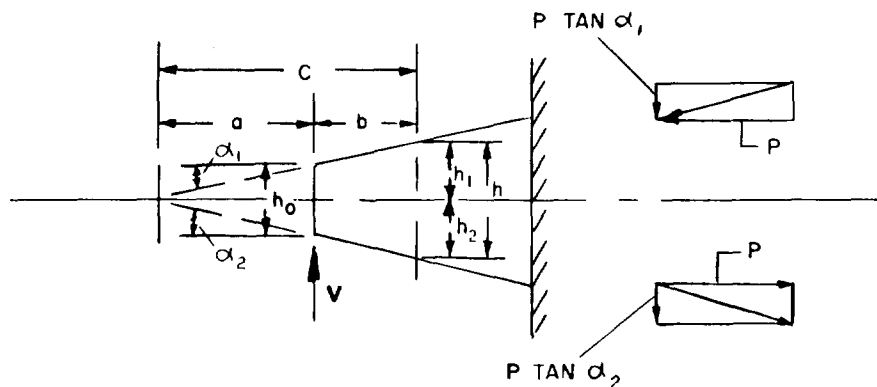 P TAN α₁
C
a
b
α₁
h₀
h₁
h
h₂
α₂
V
P
P
P TAN α₂